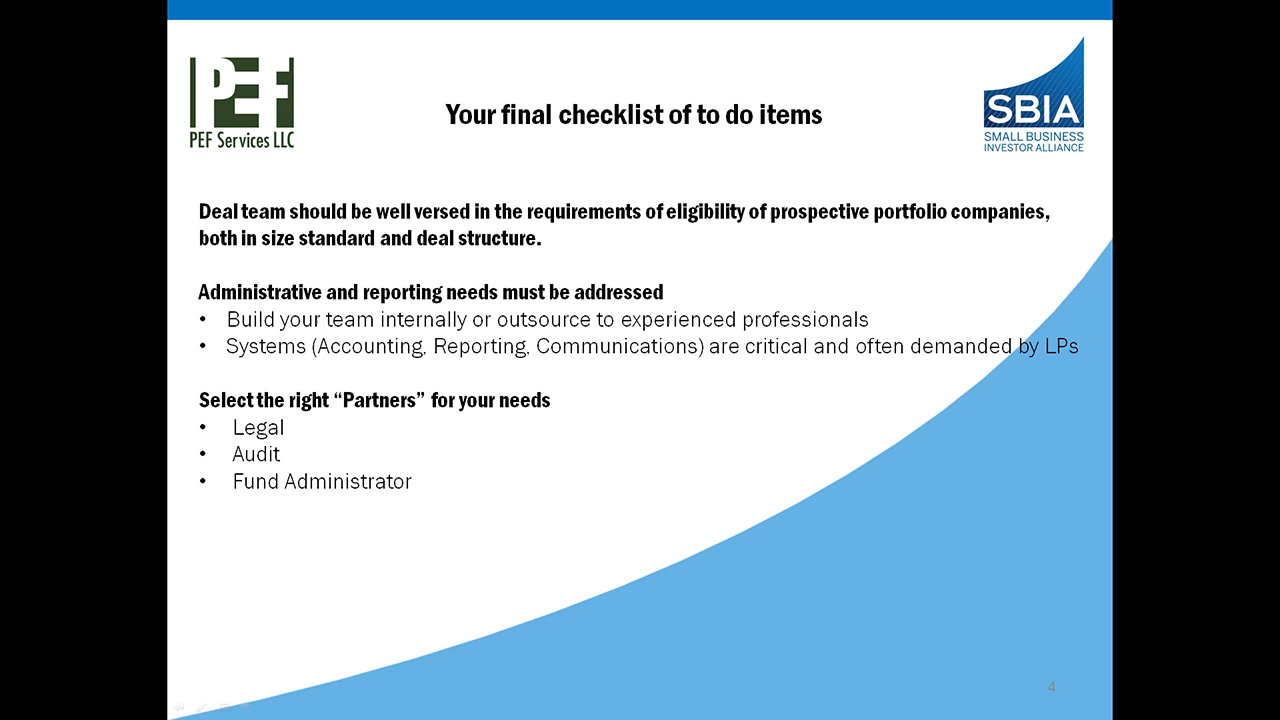 PEF
PEF Services LLC
Your final checklist of to do items
SBIA
SMALL BUSINESS
INVESTOR ALLIANCE
Deal team should be well versed in the requirements of eligibility of prospective portfolio companies,
both in size standard and deal structure.
Administrative and reporting needs must be addressed
• Build your team internally or outsource to experienced professionals
• Systems (Accounting, Reporting, Communications) are critical and often demanded by LPs
Select the right “Partners” for your needs
• Legal
• Audit
• Fund Administrator
4